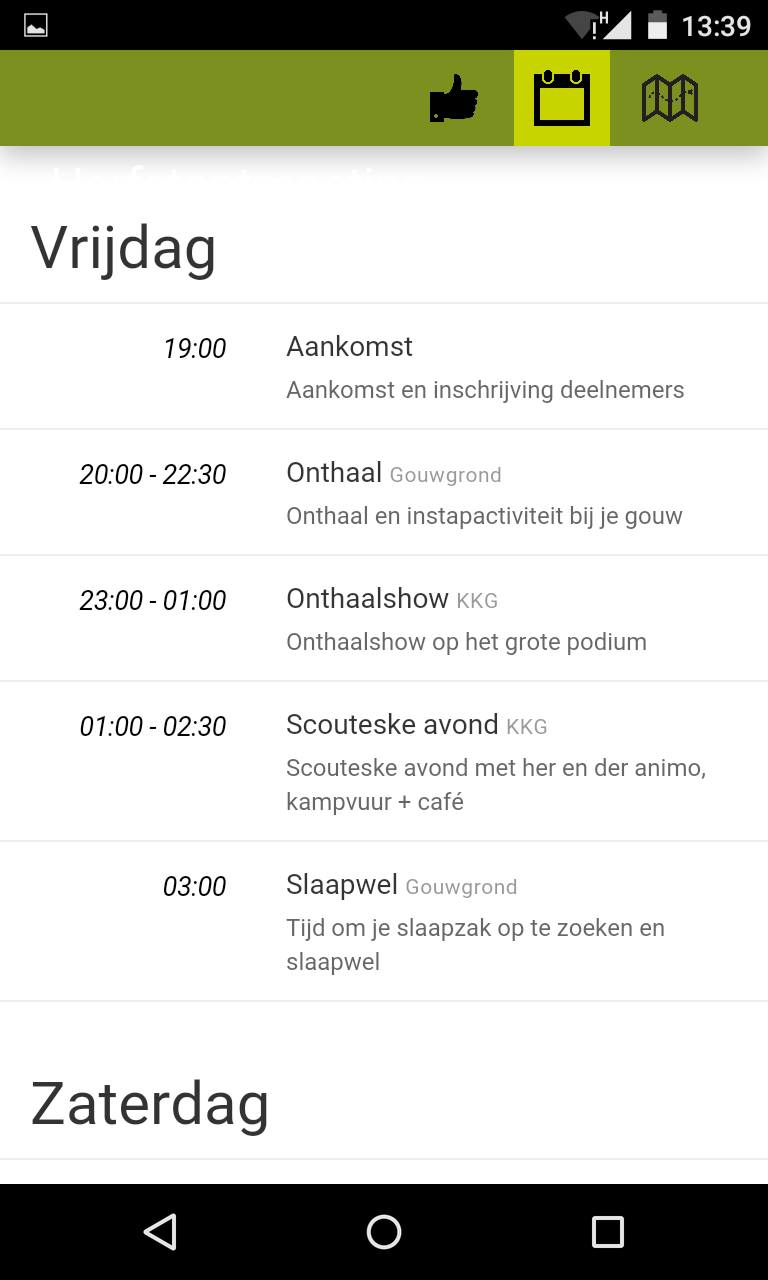 H
13:39
Vrijdag
19:00
Aankomst
Aankomst en inschrijving deelnemers
20:00 - 22:30
Onthaal Gouwgrond
Onthaal en instapactiviteit bij je gouw
23:00 - 01:00
Onthaalshow KKG
Onthaalshow op het grote podium
01:00 - 02:30
Scouteske avond KKG
Scouteske avond met her en der animo,
kampvuur + café
03:00
Slaapwel Gouwgrond
Tijd om je slaapzak op te zoeken en
slaapwel
Zaterdag